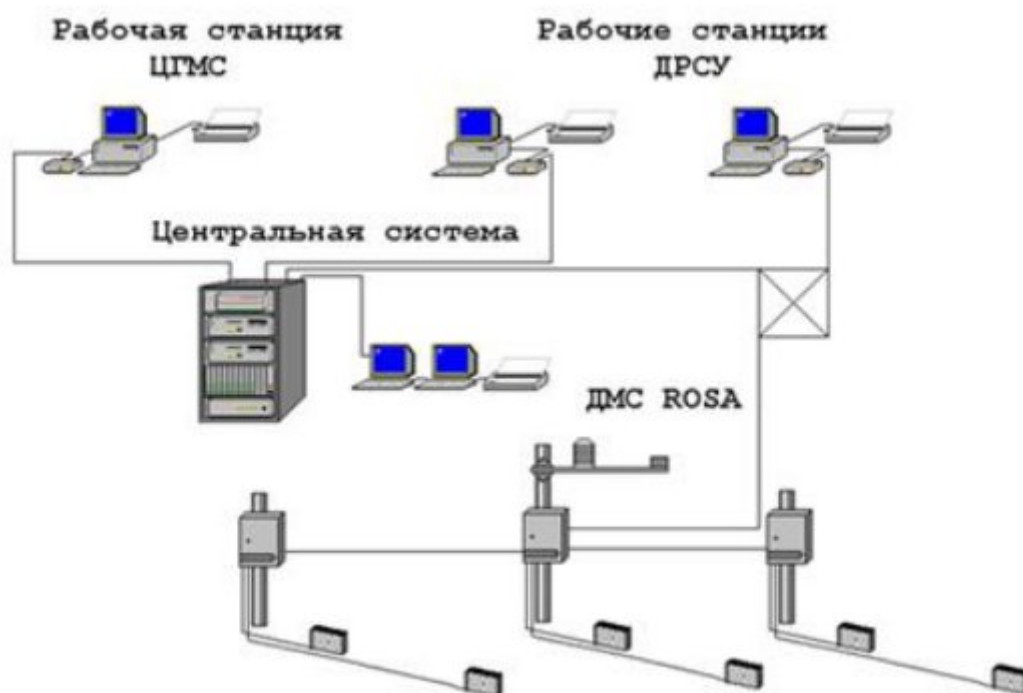 Рабочая станция
ЦГМС
Рабочие станции
ДРСУ
Центральная система
ДМС ROSA